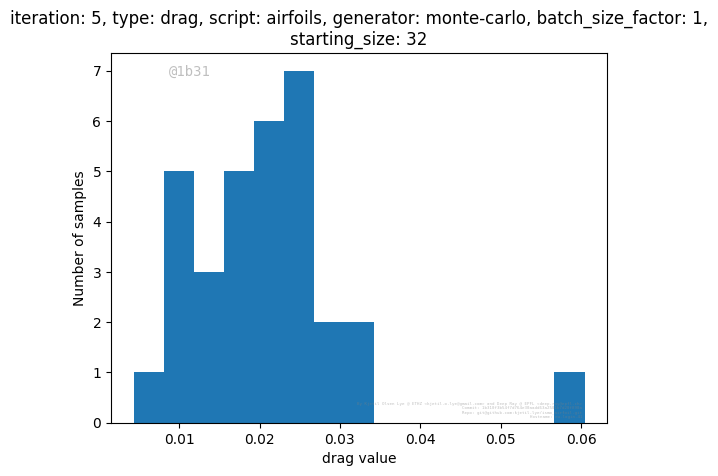 iteration: 5, type: drag, script: airfoils, generator: monte-carlo, batch_size_factor: 1,
starting_size: 32
@1b31
Number of samples
7
6
5
4
3
2
1
0
0.01 0.02 0.03 0.04 0.05 0.06
drag value